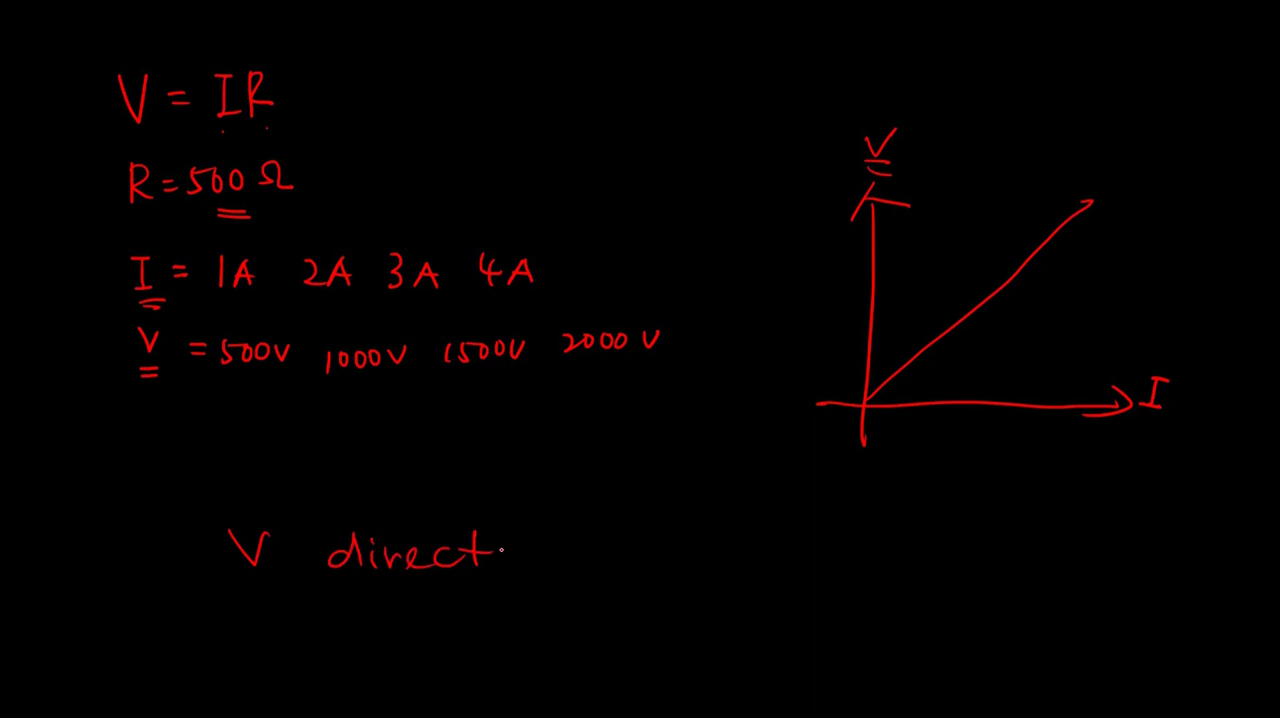 V = IR
R = 500 Ω
I = 1A 2A 3A 4A
V = 500V 1000V 1500V 2000V
V direct
V
I